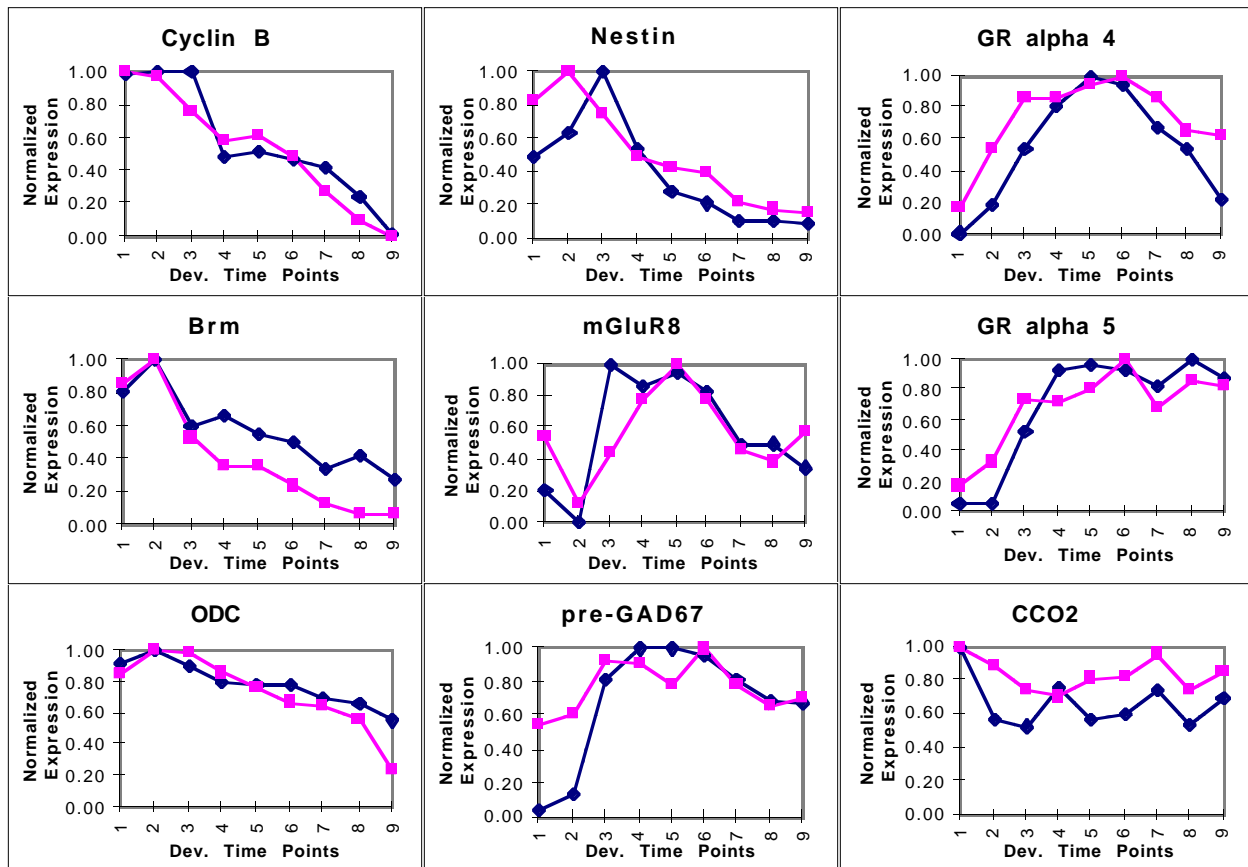 Cyclin B
Normalized
Expression
1.00
0.80
0.60
0.40
0.20
0.00
1 2 3 4 5 6 7 8 9
Dev. Time Points
Nestin
Normalized
Expression
1.00
0.80
0.60
0.40
0.20
0.00
1 2 3 4 5 6 7 8 9
Dev. Time Points
GR alpha 4
Normalized
Expression
1.00
0.80
0.60
0.40
0.20
0.00
1 2 3 4 5 6 7 8 9
Dev. Time Points
Brm
Normalized
Expression
1.00
0.80
0.60
0.40
0.20
0.00
1 2 3 4 5 6 7 8 9
Dev. Time Points
mGluR8
Normalized
Expression
1.00
0.80
0.60
0.40
0.20
0.00
1 2 3 4 5 6 7 8 9
Dev. Time Points
GR alpha 5
Normalized
Expression
1.00
0.80
0.60
0.40
0.20
0.00
1 2 3 4 5 6 7 8 9
Dev. Time Points
ODC
Normalized
Expression
1.00
0.80
0.60
0.40
0.20
0.00
1 2 3 4 5 6 7 8 9
Dev. Time Points
pre-GAD67
Normalized
Expression
1.00
0.80
0.60
0.40
0.20
0.00
1 2 3 4 5 6 7 8 9
Dev. Time Points
CCO2
Normalized
Expression
1.00
0.80
0.60
0.40
0.20
0.00
1 2 3 4 5 6 7 8 9
Dev. Time Points